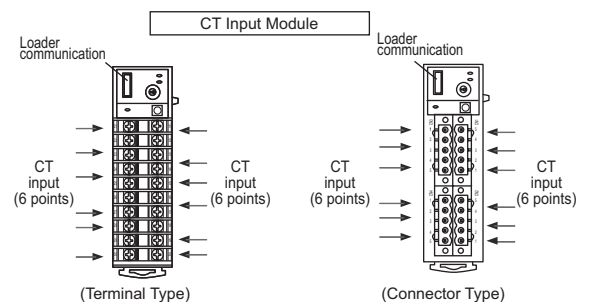 CT Input Module
Loader
communication
CT
input
(6 points)
CT
input
(6 points)
(Terminal Type)
Loader
communication
CT
input
(6 points)
CT
input
(6 points)
(Connector Type)